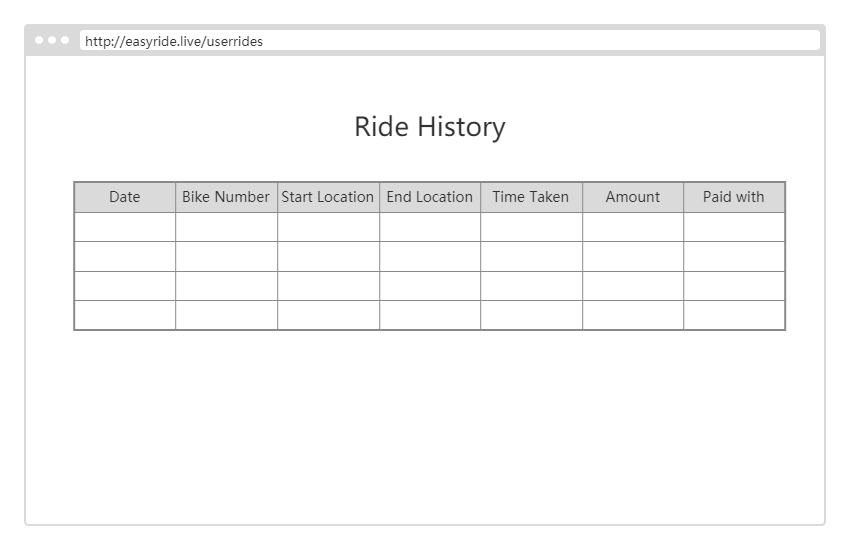 http://easyride.live/userrides
Ride History
Date Bike Number Start Location End Location Time Taken Amount Paid with